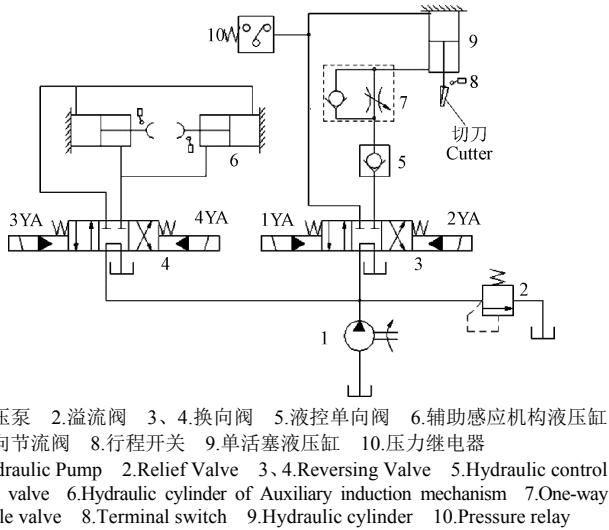 10
9
8
7
切刀
Cutter
5
6
3YA
4YA
1YA
2YA
4
3
2
1
压泵 2.溢流阀 3、4.换向阀 5.液控单向阀 6.辅助感应机构液压缸
向节流阀 8.行程开关 9.单活塞液压缸 10.压力继电器
draulic Pump 2.Relief Valve 3、4.Reversing Valve 5.Hydraulic control
valve 6.Hydraulic cylinder of Auxiliary induction mechanism 7.One-way
le valve 8.Terminal switch 9.Hydraulic cylinder 10.Pressure relay